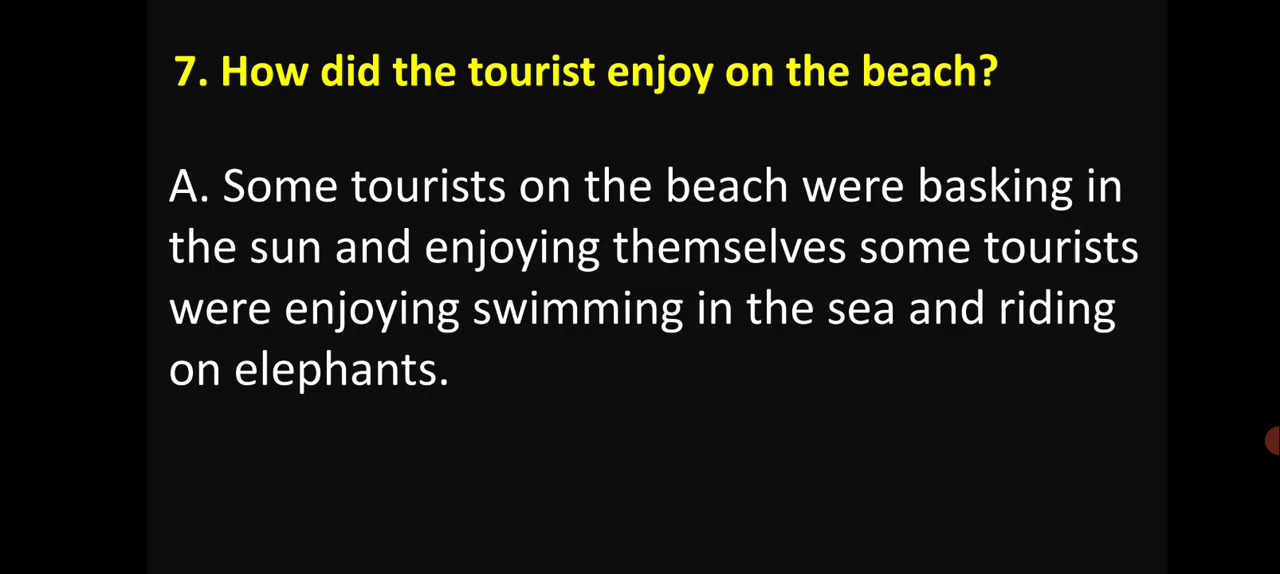 7. How did the tourist enjoy on the beach?
A. Some tourists on the beach were basking in
the sun and enjoying themselves some tourists
were enjoying swimming in the sea and riding
on elephants.